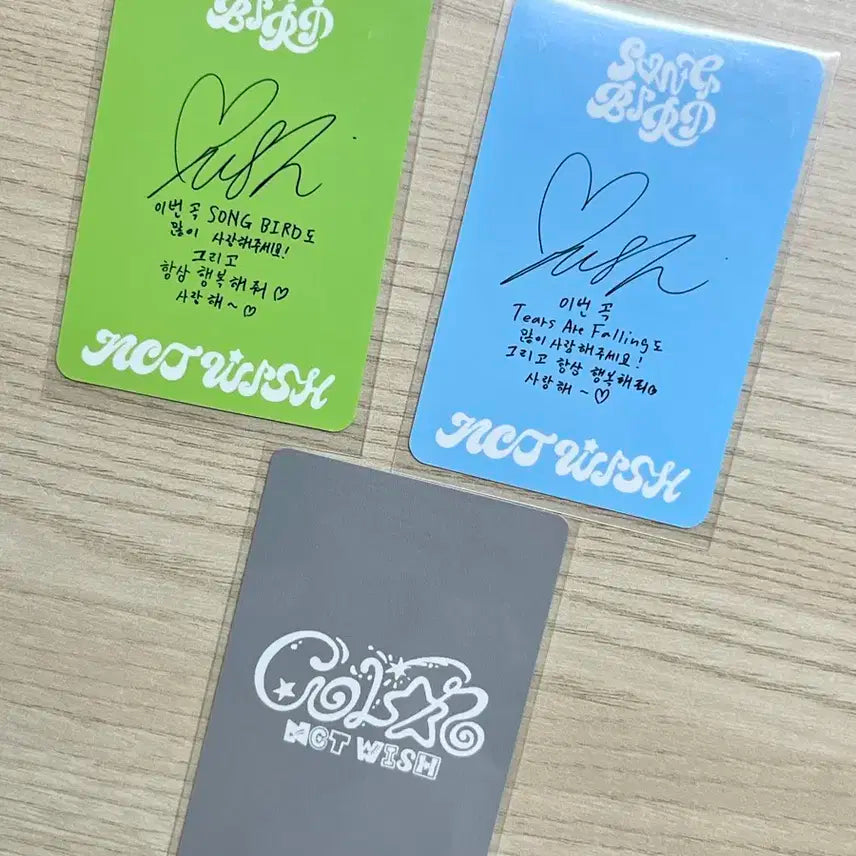 BIRD
이번 곡 SONG BIRD도
많이 사랑해주세요!
그리고
항상 행복해줘♡
사랑해~♡
NCT WISH
SONG
BIRD
이번 곡
Tears Are Falling도
많이 사랑해주세요!
그리고 항상 행복해줘♡
사랑해~♡
NCT WISH
COLOR
NCT WISH